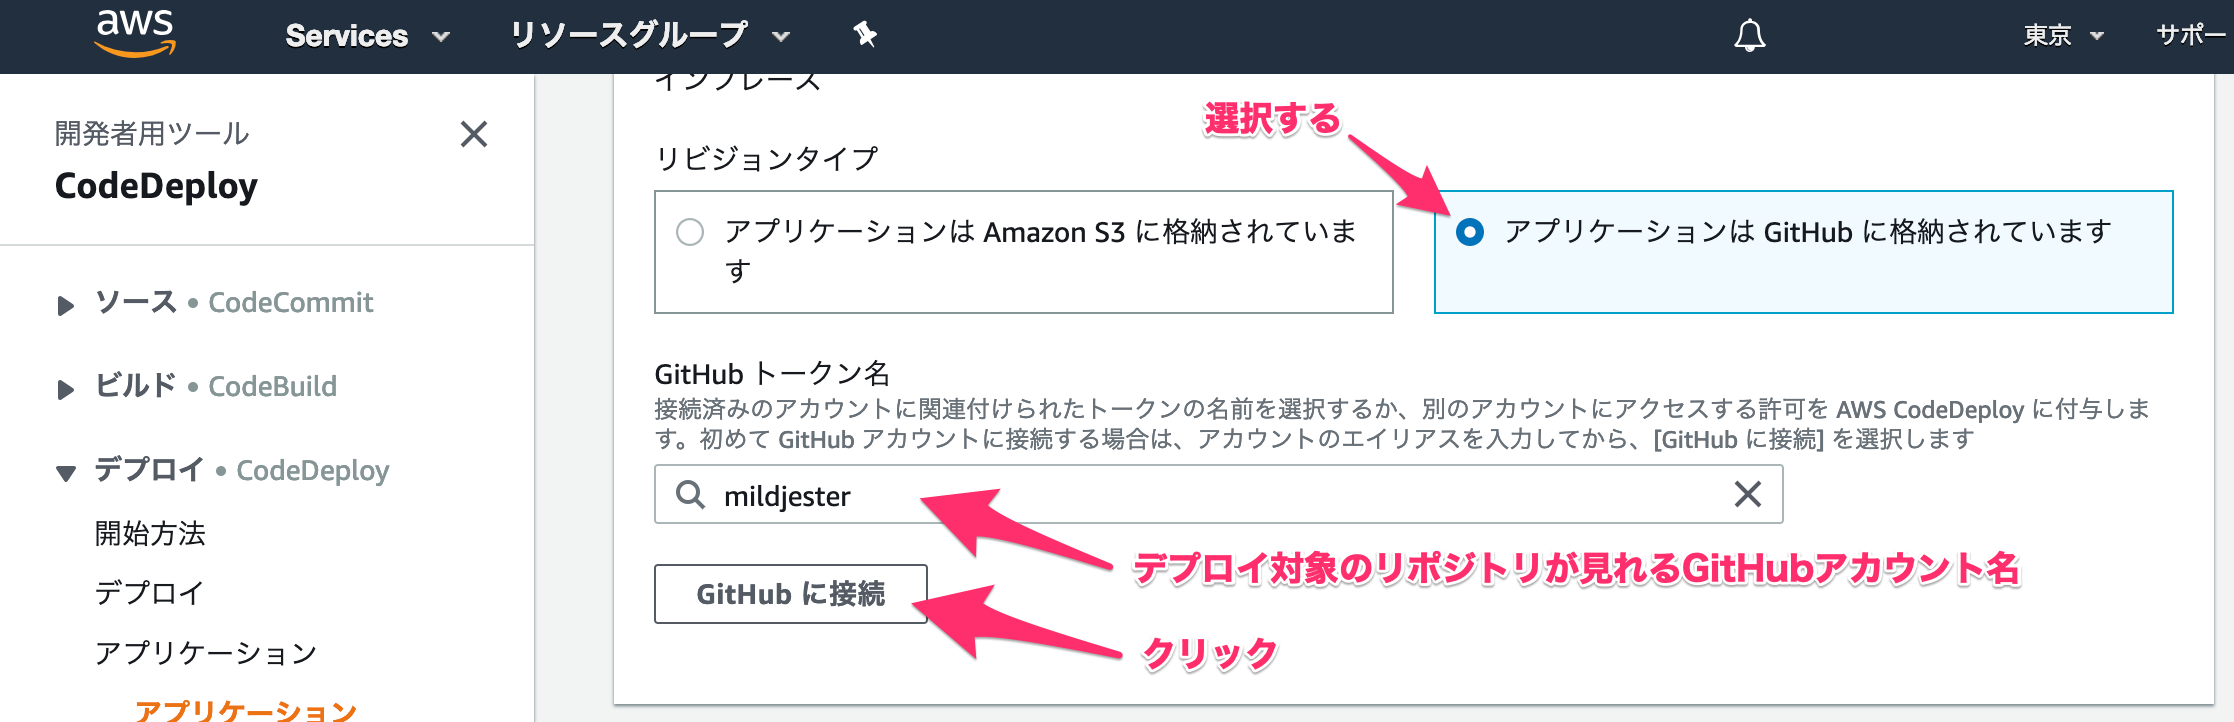 aws
Services
リソースグループ
東京
サポー
開発者用ツール
CodeDeploy
ソース • CodeCommit
ビルド • CodeBuild
デプロイ • CodeDeploy
開始方法
デプロイ
アプリケーション
アプリケーション
インプレース
選択する
リビジョンタイプ
アプリケーションは Amazon S3 に格納されていま
す
アプリケーションは GitHub に格納されています
GitHub トークン名
接続済みのアカウントに関連付けられたトークンの名前を選択するか、別のアカウントにアクセスする許可を AWS CodeDeploy に付与しま
す。初めて GitHub アカウントに接続する場合は、アカウントのエイリアスを入力してから、[GitHub に接続] を選択します
mildjester
デプロイ対象のリポジトリが見れるGitHubアカウント名
GitHub に接続
クリック